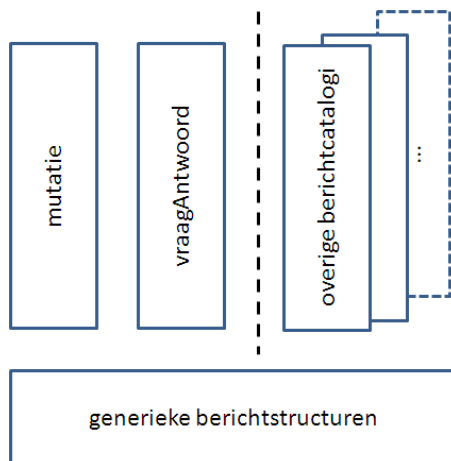 mutatie
vraagAntwoord
overige berichtcatalogi
...
generieke berichtstructuren